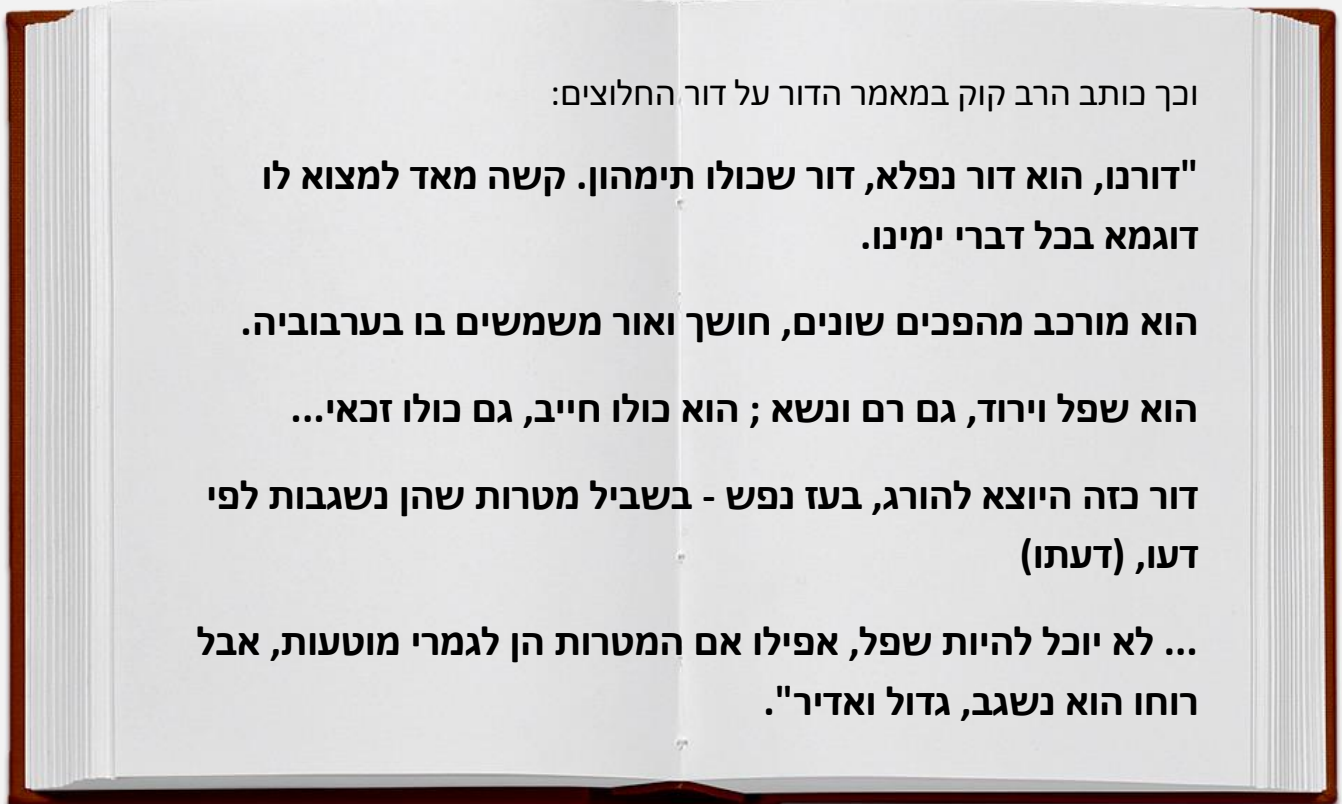 וכך כותב הרב קוק במאמר הדור על דור החלוצים:
"דורנו, הוא דור נפלא, דור שכולו תימהון. קשה מאד למצוא לו
דוגמא בכל דברי ימינו.
הוא מורכב מהפכים שונים, חושך ואור משמשים בו בערבוביה.
הוא שפל וירוד, גם רם ונשא ; הוא כולו חייב, גם כולו זכאי...
דור כזה היוצא להורג, בעז נפש - בשביל מטרות שהן נשגבות לפי
דעו, (דעתו)
... לא יוכל להיות שפל, אפילו אם המטרות הן לגמרי מוטעות, אבל
רוחו הוא נשגב, גדול ואדיר".